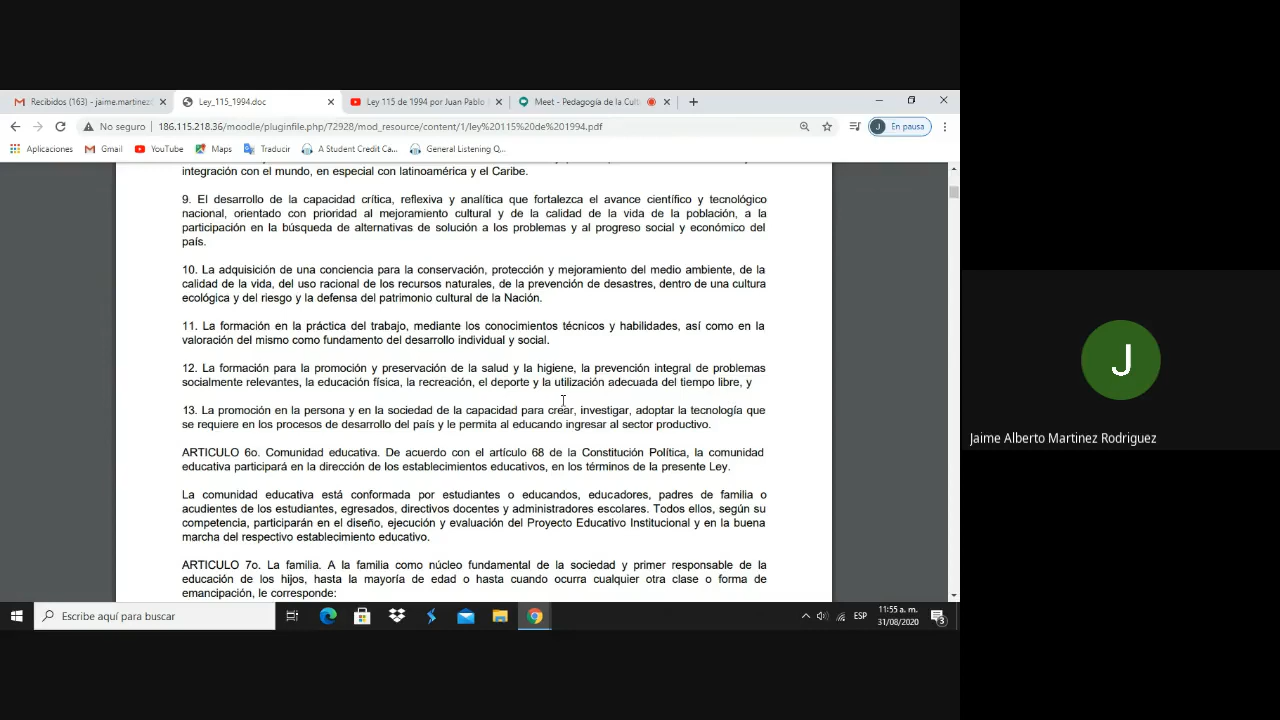 Recibidos (163) - jaime.martinez
Ley_115_1994.doc
Ley 115 de 1994 por Juan Pablo
Meet - Pedagogía de la Cult
No seguro
186.115.218.36/moodle/pluginfile.php/72928/mod_resource/content/1/ley%20115%20de%201994.pdf
J
En pausa
Aplicaciones
Gmail
YouTube
Maps
Traducir
A Student Credit Ca...
General Listening Q...
integración con el mundo, en especial con latinoamérica y el Caribe.
9. El desarrollo de la capacidad crítica, reflexiva y analítica que fortalezca el avance científico y tecnológico
nacional, orientado con prioridad al mejoramiento cultural y de la calidad de la vida de la población, a la
participación en la búsqueda de alternativas de solución a los problemas y al progreso social y económico del
país.
10. La adquisición de una conciencia para la conservación, protección y mejoramiento del medio ambiente, de la
calidad de la vida, del uso racional de los recursos naturales, de la prevención de desastres, dentro de una cultura
ecológica y del riesgo y la defensa del patrimonio cultural de la Nación.
11. La formación en la práctica del trabajo, mediante los conocimientos técnicos y habilidades, así como en la
valoración del mismo como fundamento del desarrollo individual y social.
12. La formación para la promoción y preservación de la salud y la higiene, la prevención integral de problemas
socialmente relevantes, la educación física, la recreación, el deporte y la utilización adecuada del tiempo libre, y
13. La promoción en la persona y en la sociedad de la capacidad para crear, investigar, adoptar la tecnología que
se requiere en los procesos de desarrollo del país y le permita al educando ingresar al sector productivo.
ARTICULO 6o. Comunidad educativa. De acuerdo con el artículo 68 de la Constitución Política, la comunidad
educativa participará en la dirección de los establecimientos educativos, en los términos de la presente Ley.
La comunidad educativa está conformada por estudiantes o educandos, educadores, padres de familia o
acudientes de los estudiantes, egresados, directivos docentes y administradores escolares. Todos ellos, según su
competencia, participarán en el diseño, ejecución y evaluación del Proyecto Educativo Institucional y en la buena
marcha del respectivo establecimiento educativo.
ARTICULO 7o. La familia. A la familia como núcleo fundamental de la sociedad y primer responsable de la
educación de los hijos, hasta la mayoría de edad o hasta cuando ocurra cualquier otra clase o forma de
emancipación, le corresponde:
Escribe aquí para buscar
ESP
11:55 a. m.
31/08/2020
3
J
Jaime Alberto Martinez Rodriguez